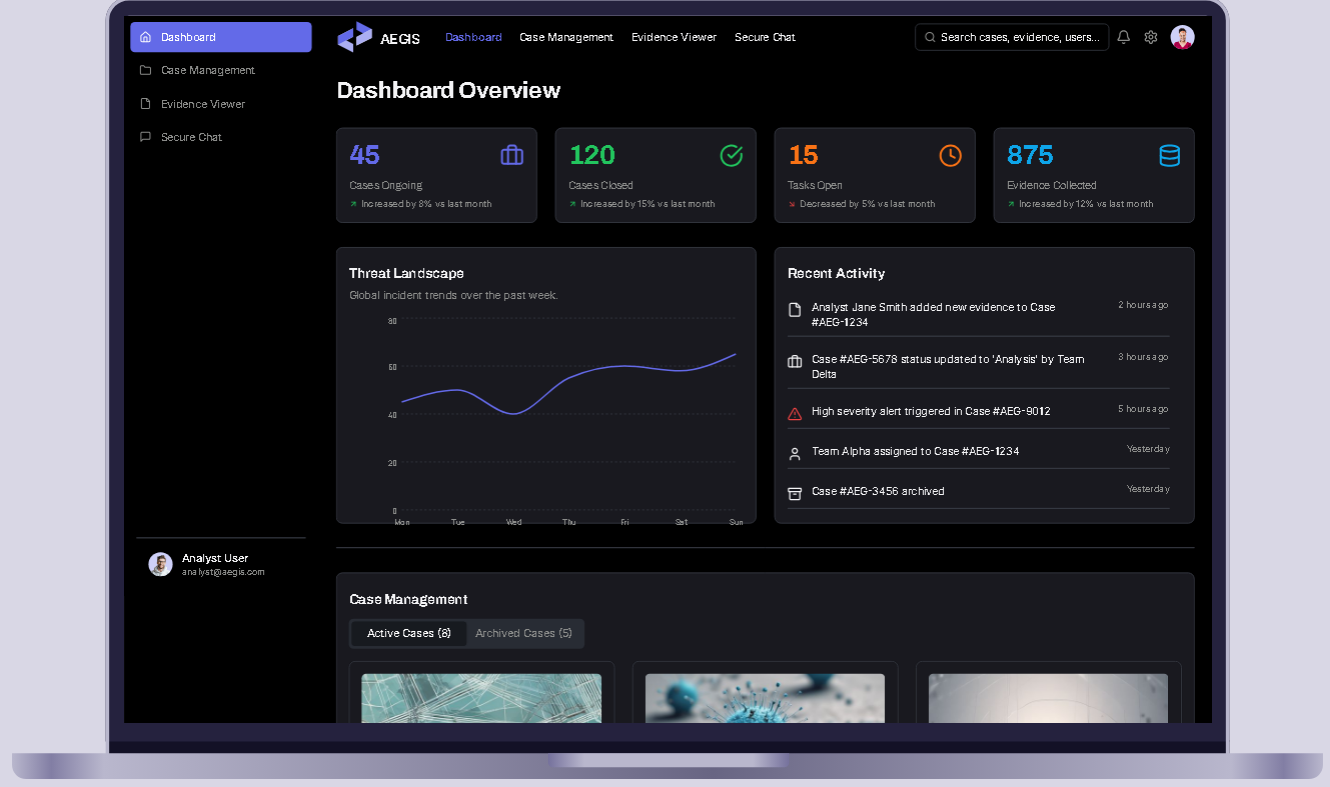 Dashboard
Case Management
Evidence Viewer
Secure Chat
Analyst User
analyst@aegis.com
AEGIS
Dashboard
Case Management
Evidence Viewer
Secure Chat
Search cases, evidence, users...
Dashboard Overview
45
Cases Ongoing
Increased by 8% vs last month
120
Cases Closed
Increased by 15% vs last month
15
Tasks Open
Decreased by 5% vs last month
875
Evidence Collected
Increased by 12% vs last month
Threat Landscape
Global incident trends over the past week.
80
60
40
20
0
Mon Tue Wed Thu Fri Sat Sun
Recent Activity
Analyst Jane Smith added new evidence to Case
#AEG-1234
2 hours ago
Case #AEG-5678 status updated to 'Analysis' by Team
Delta
3 hours ago
High severity alert triggered in Case #AEG-9012
5 hours ago
Team Alpha assigned to Case #AEG-1234
Yesterday
Case #AEG-3456 archived
Yesterday
Case Management
Active Cases (8)
Archived Cases (5)